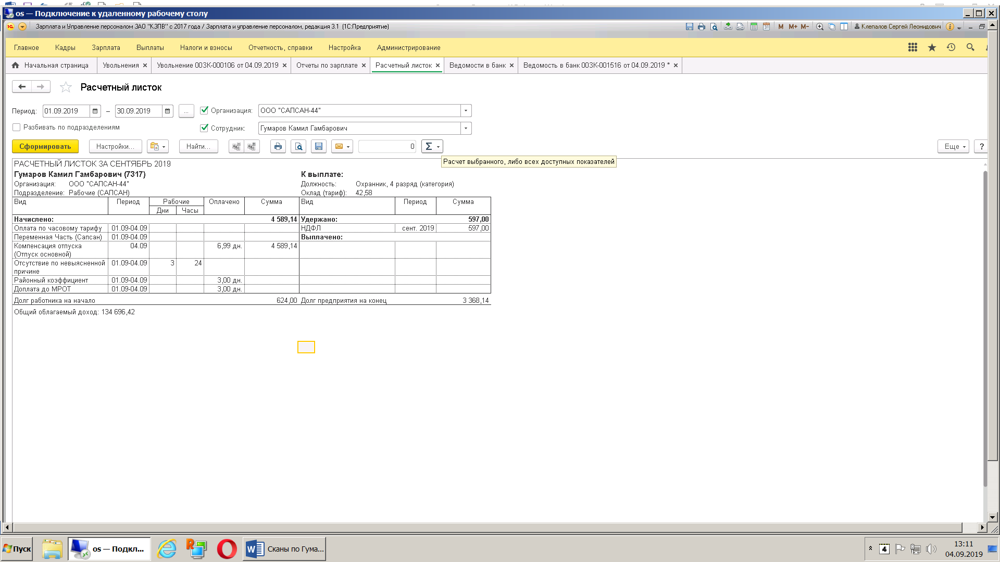 os — Подключение к удаленному рабочему столу
Зарплата и Управление персоналом ЗАО "КЗПВ" с 2017 года / Зарплата и управление персоналом, редакция 3.1 (1С:Предприятие)
M M+ M- Клепалов Сергей Леонидович
Главное Кадры Зарплата Выплаты Налоги и взносы Отчетность, справки Настройка Администрирование
Начальная страница Увольнения × Увольнение 003К-000106 от 04.09.2019 × Отчеты по зарплате × Расчетный листок × Ведомости в банк × Ведомость в банк 003К-001516 от 04.09.2019 * ×
Расчетный листок
Период: 01.09.2019 – 30.09.2019 ... Организация: ООО "САПСАН-44"
Разбивать по подразделениям Сотрудник: Гумаров Камил Гамбарович
Сформировать Настройки... Найти... 0 Σ Еще ?
Расчет выбранного, либо всех доступных показателей
РАСЧЕТНЫЙ ЛИСТОК ЗА СЕНТЯБРЬ 2019
Гумаров Камил Гамбарович (7317) К выплате:
Организация: ООО "САПСАН-44" Должность: Охранник, 4 разряд (категория)
Подразделение: Рабочие (САПСАН) Оклад (тариф): 42,58
Вид Период Рабочие Оплачено Сумма Вид Период Сумма
Дни Часы
Начислено: 4 589,14 Удержано: 597,00
Оплата по часовому тарифу 01.09-04.09 НДФЛ сент. 2019 597,00
Переменная Часть (Сапсан) 01.09-04.09 Выплачено:
Компенсация отпуска 04.09 6,99 дн. 4 589,14
(Отпуск основной)
Отсутствие по невыясненной 01.09-04.09 3 24
причине
Районный коэффициент 01.09-04.09 3,00 дн.
Доплата до МРОТ 01.09-04.09 3,00 дн.
Долг работника на начало 624,00 Долг предприятия на конец 3 368,14
Общий облагаемый доход: 134 696,42
Пуск os — Подкл... Сканы по Гума... 4 13:11
04.09.2019